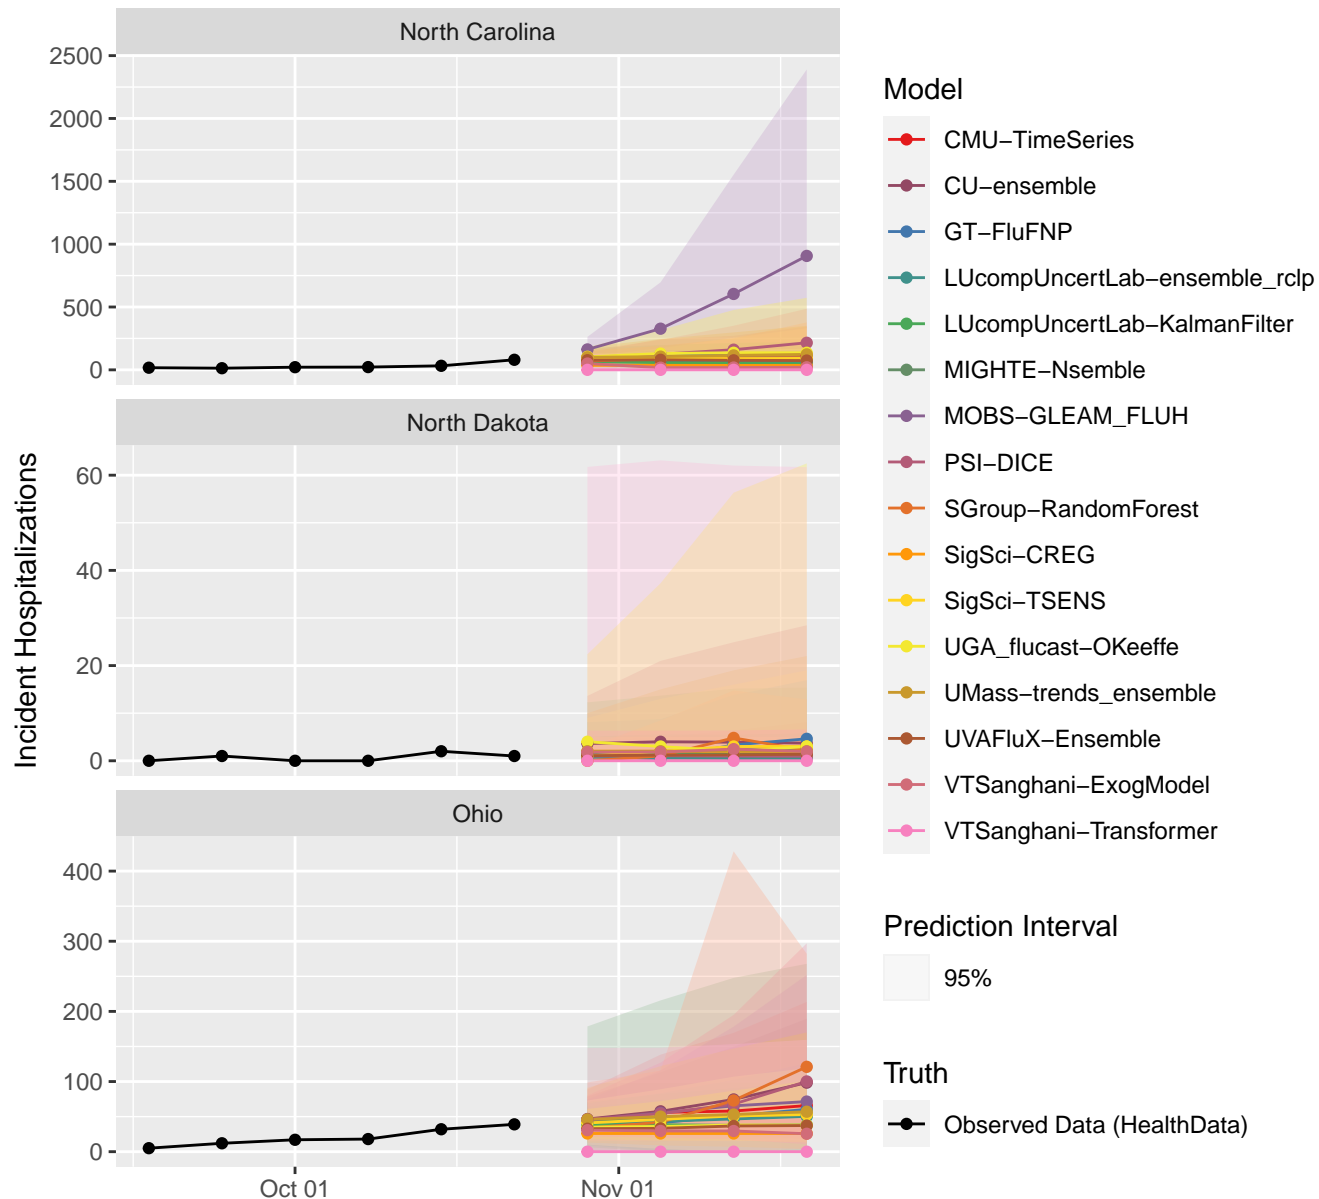 North Carolina
2500
2000
1500
1000
500
0
North Dakota
60
40
20
0
Ohio
400
300
200
100
0
Oct 01
Nov 01
Incident Hospitalizations
Model
CMU−TimeSeries
CU−ensemble
GT−FluFNP
LUcompUncertLab−ensemble_rclp
LUcompUncertLab−KalmanFilter
MIGHTE−Nsemble
MOBS−GLEAM_FLUH
PSI−DICE
SGroup−RandomForest
SigSci−CREG
SigSci−TSENS
UGA_flucast−OKeeffe
UMass−trends_ensemble
UVAFluX−Ensemble
VTSanghani−ExogModel
VTSanghani−Transformer
Prediction Interval
95%
Truth
Observed Data (HealthData)